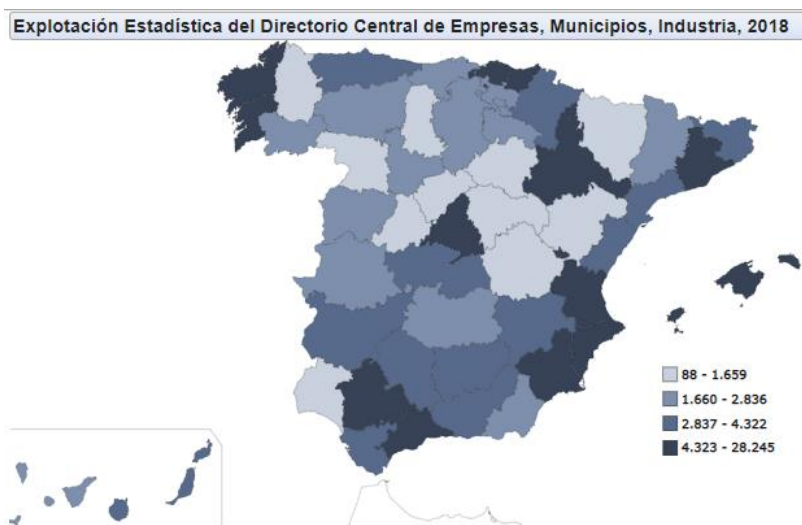 Explotación Estadística del Directorio Central de Empresas, Municipios, Industria, 2018
88 - 1.659
1.660 - 2.836
2.837 - 4.322
4.323 - 28.245